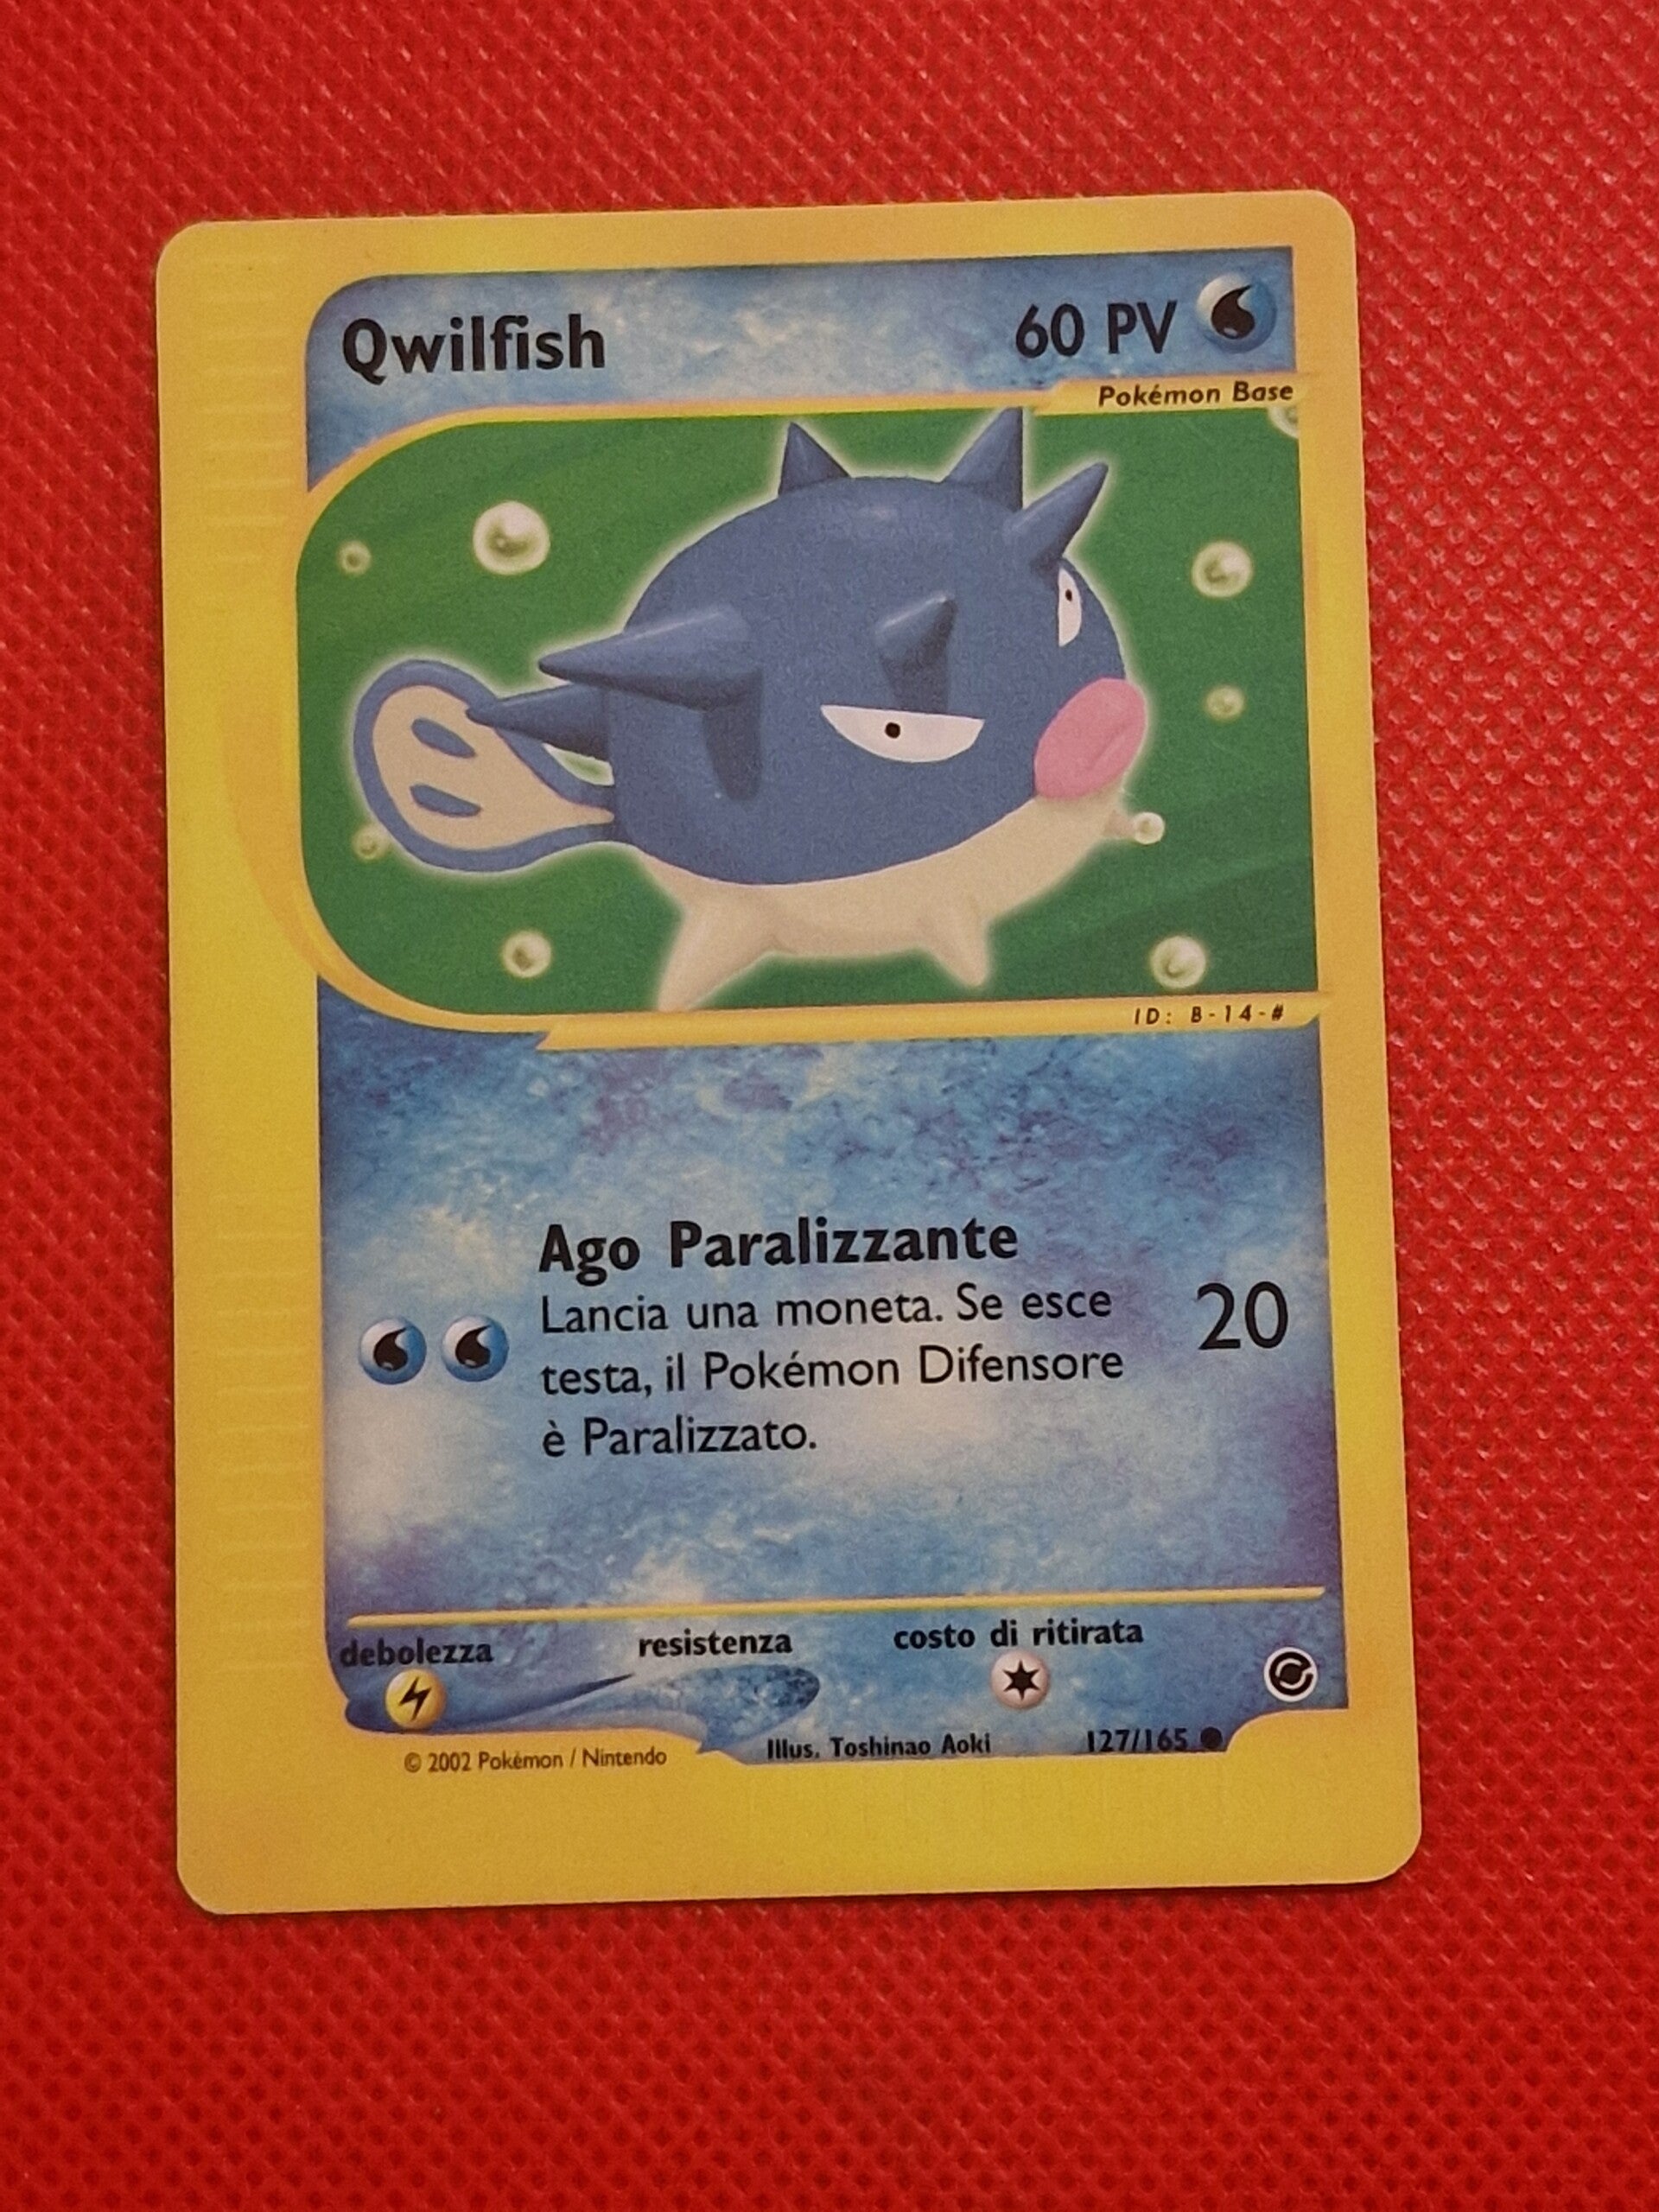 Qwilfish
60 PV
Pokémon Base
ID: B-14-#
Ago Paralizzante
Lancia una moneta. Se esce
testa, il Pokémon Difensore
è Paralizzato.
20
debolezza
resistenza
costo di ritirata
Illus. Toshinao Aoki
127/165
© 2002 Pokémon / Nintendo